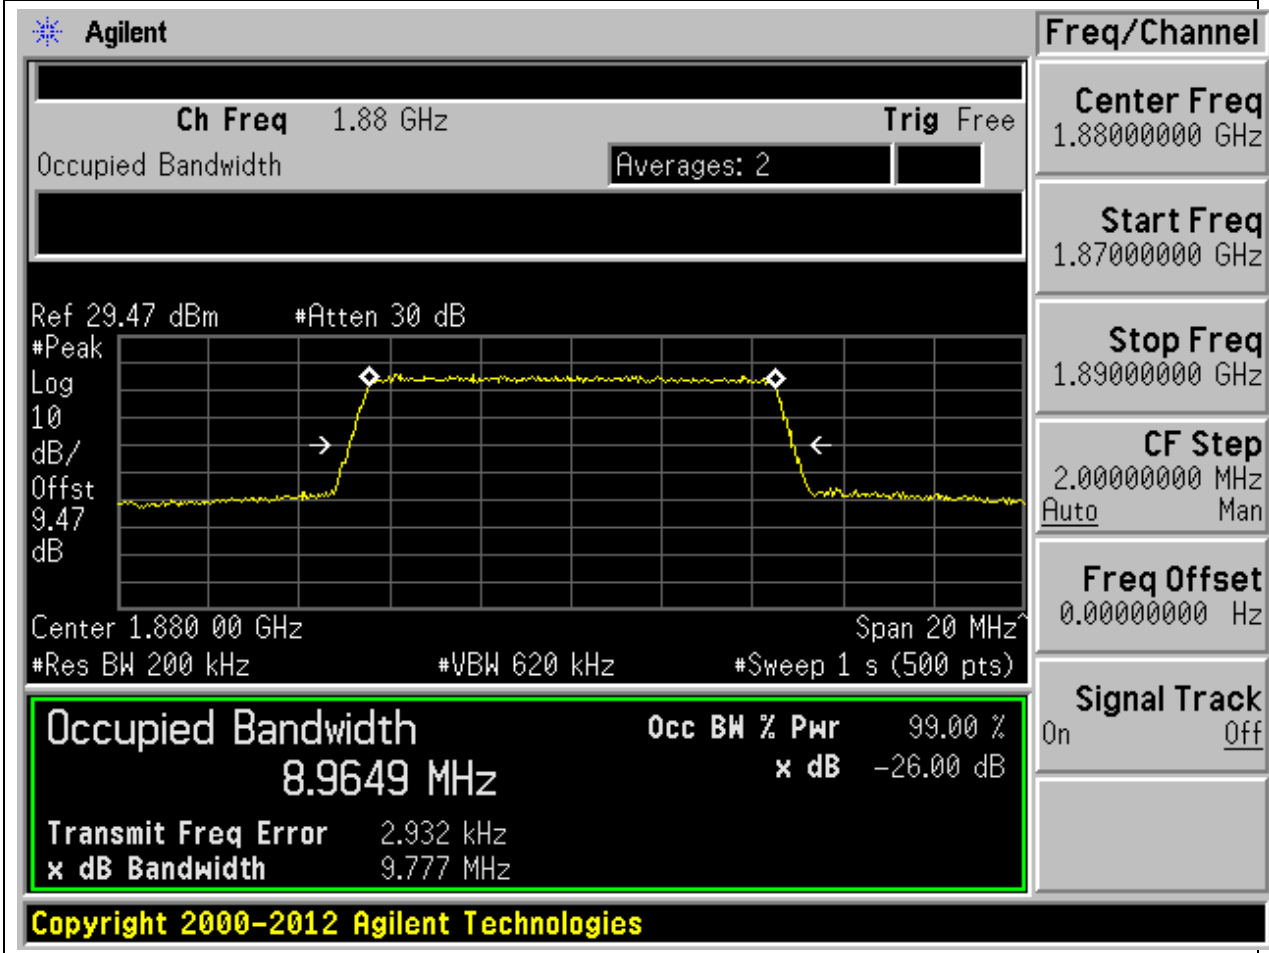 Agilent
Freq/Channel
Ch Freq 1.88 GHz Trig Free
Occupied Bandwidth Averages: 2
Center Freq
1.88000000 GHz
Start Freq
1.87000000 GHz
Stop Freq
1.89000000 GHz
CF Step
2.00000000 MHz
Auto Man
Freq Offset
0.00000000 Hz
Signal Track
On Off
Ref 29.47 dBm #Atten 30 dB
#Peak
Log
10
dB/
Offst
9.47
dB
Center 1.880 00 GHz Span 20 MHz^
#Res BW 200 kHz #VBW 620 kHz #Sweep 1 s (500 pts)
Occupied Bandwidth Occ BW % Pwr 99.00 %
8.9649 MHz x dB -26.00 dB
Transmit Freq Error 2.932 kHz
x dB Bandwidth 9.777 MHz
Copyright 2000-2012 Agilent Technologies